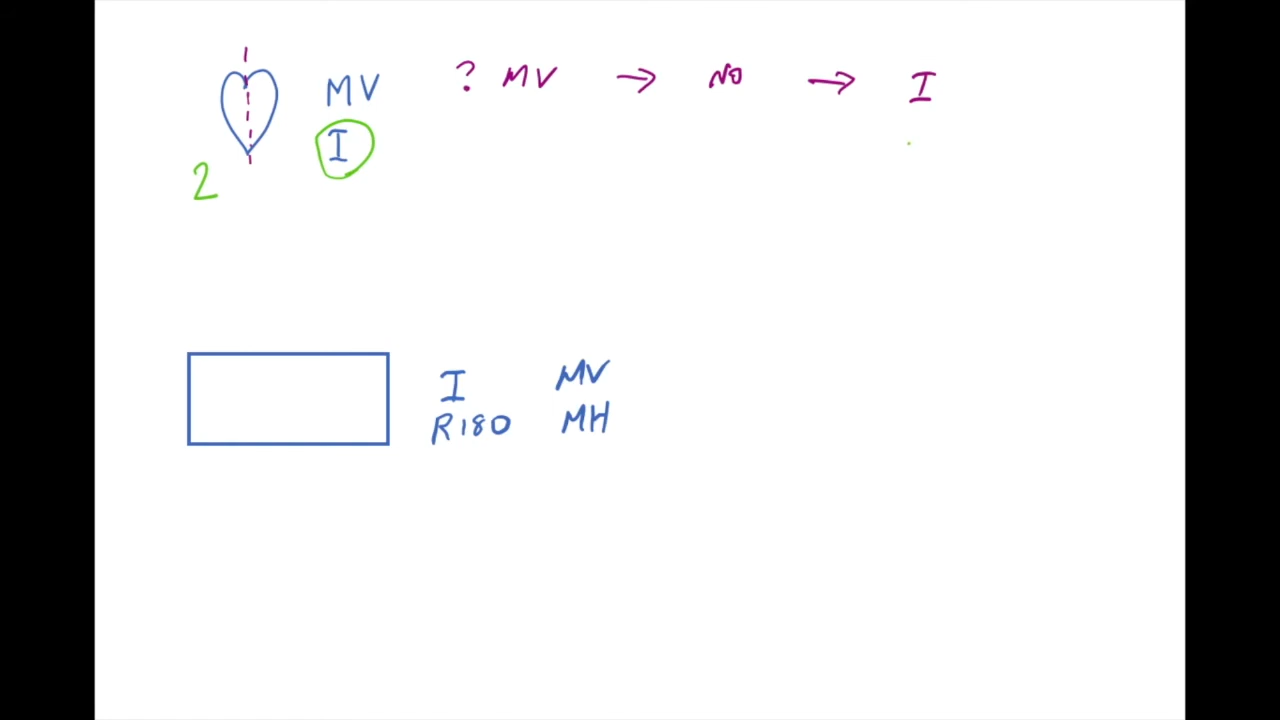 MV ? MV → NO → I
I
2
I MV
R180 MH